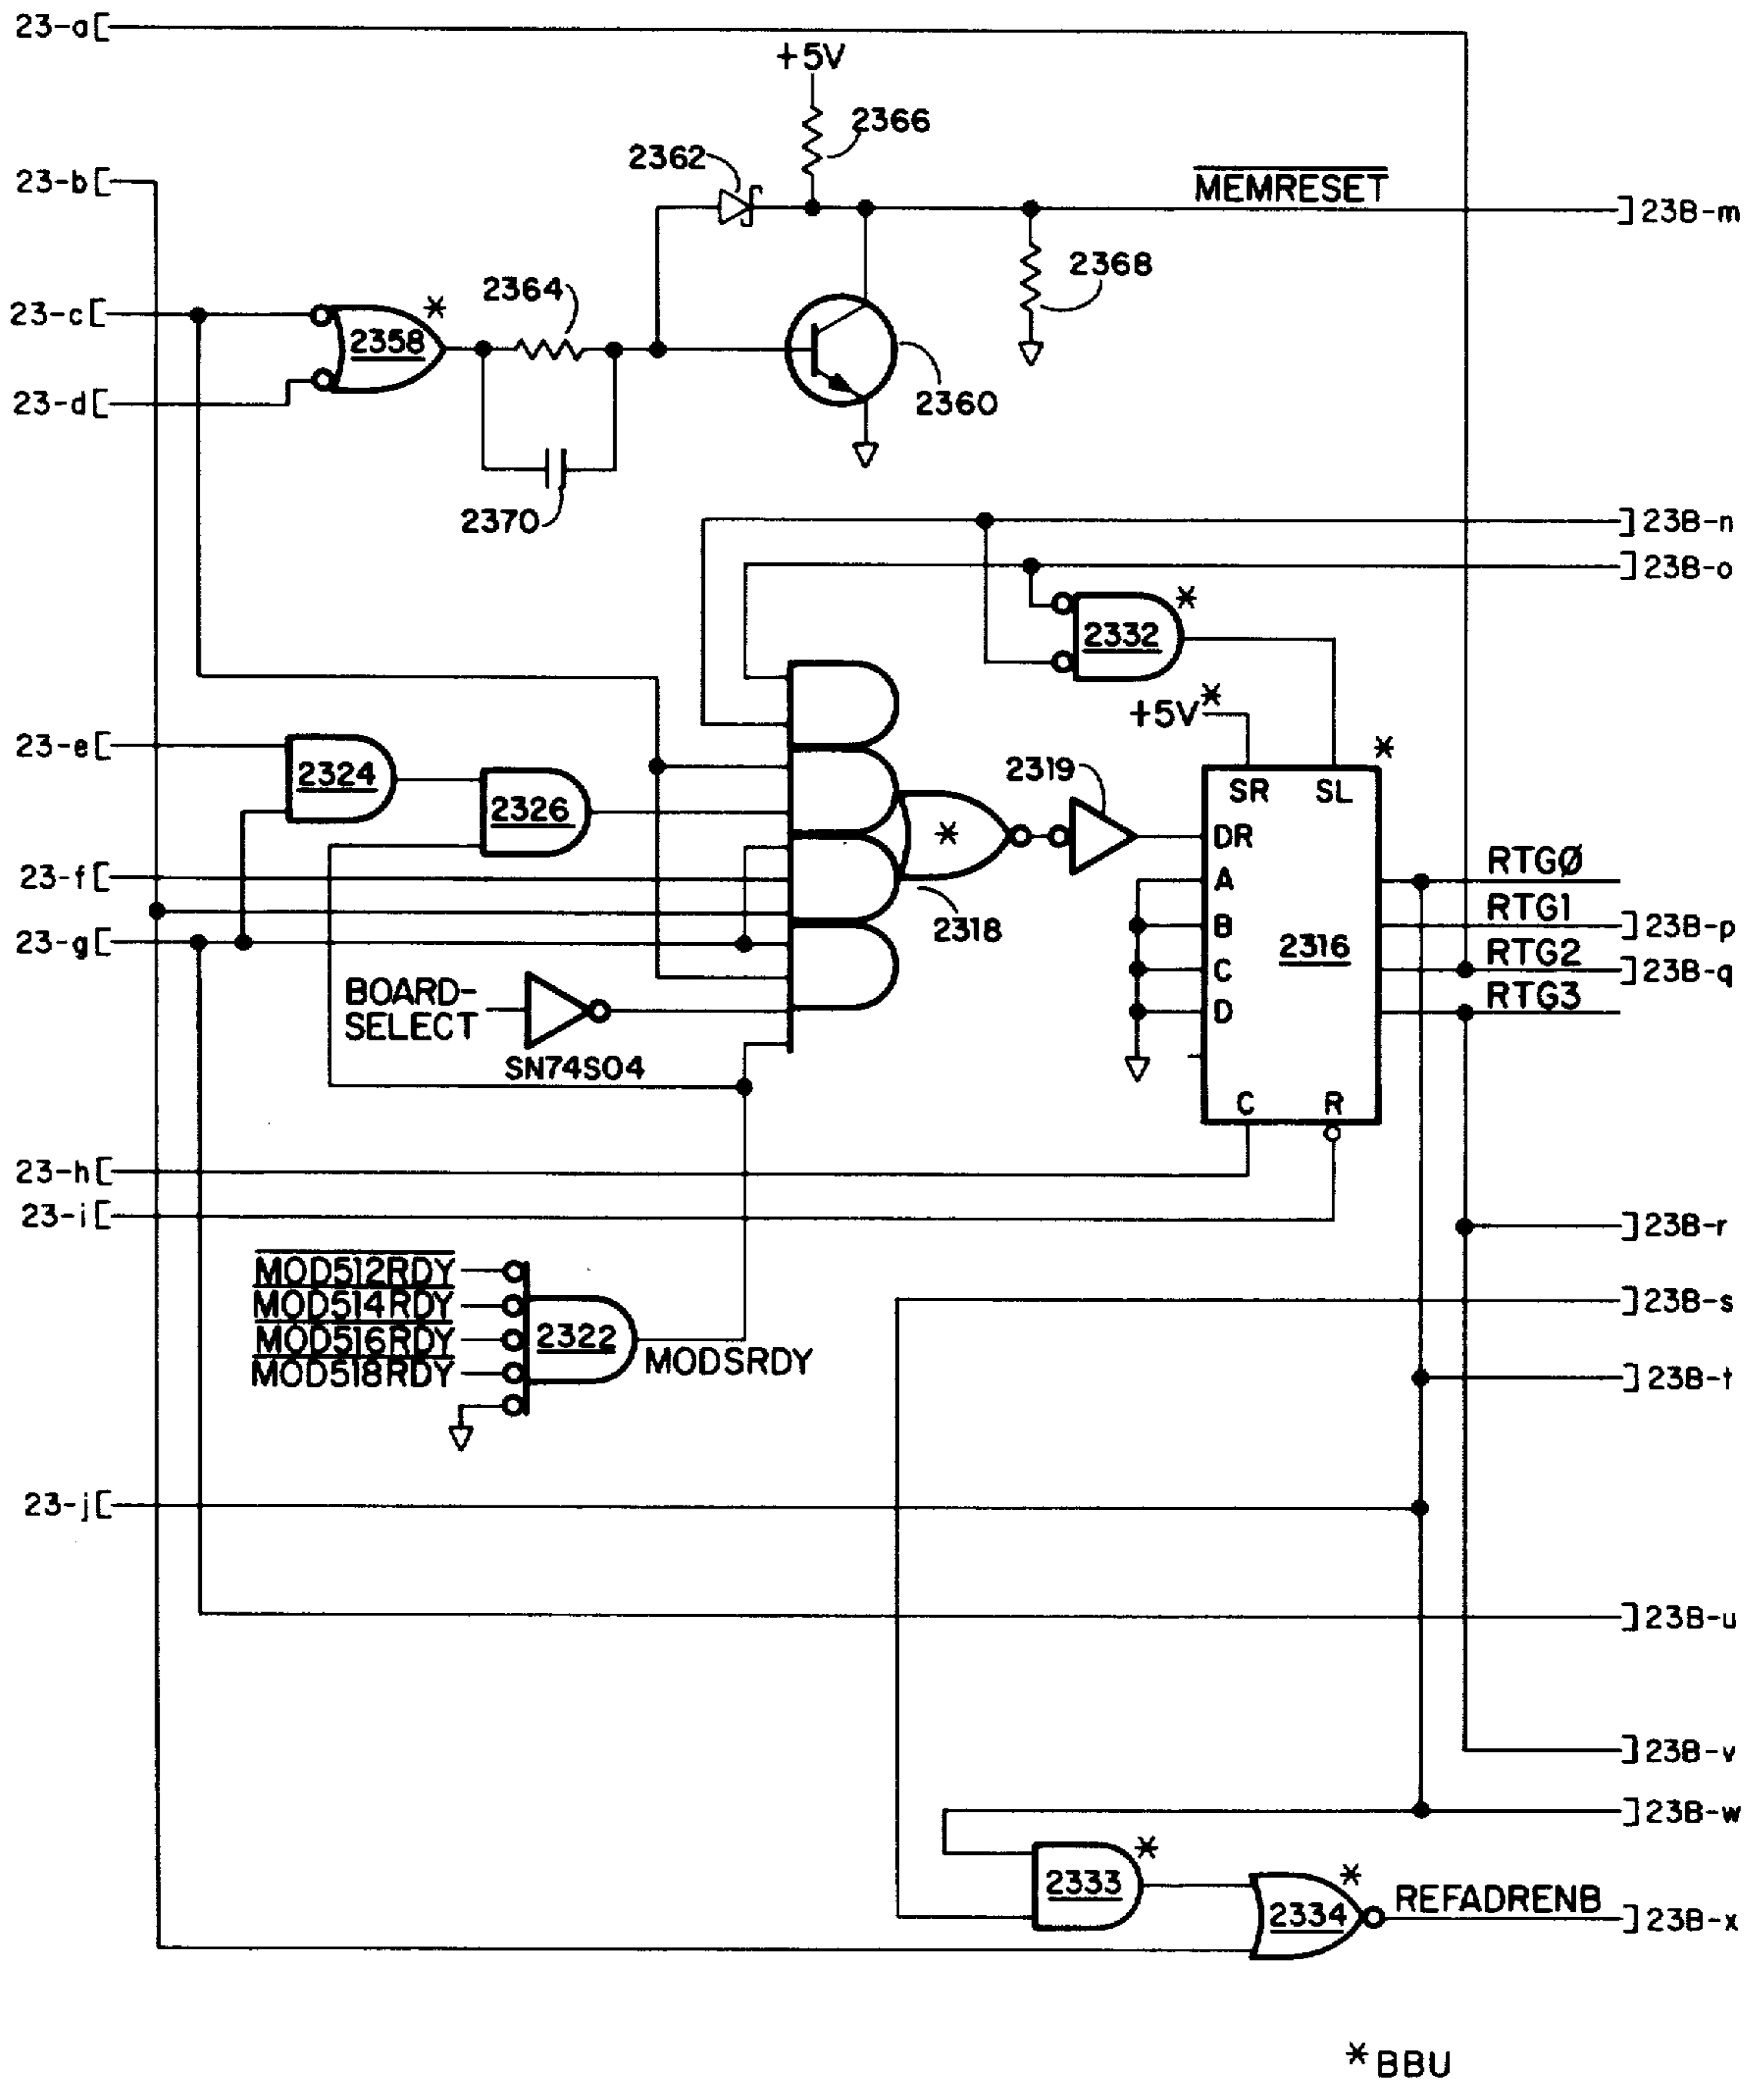 23-a
+5V
2366
2362
23-b
MEMRESET
23B-m
2364
2368
23-c
*
2358
23-d
2360
2370
23B-n
23B-o
*
2332
+5V*
*
23-e
2324
2326
2319
SR SL
*
DR
23-f
A
RTGØ
B
RTG1
23B-p
23-g
2318
C
2316
RTG2
23B-q
BOARD-
SELECT
D
RTG3
SN74S04
C R
23-h
23-i
23B-r
MOD512RDY
MOD514RDY
MOD516RDY
MOD518RDY
2322
MODSRDY
23B-s
23B-t
23-j
23B-u
23B-v
23B-w
*
2333
*
2334
REFADRENB
23B-x
*BBU